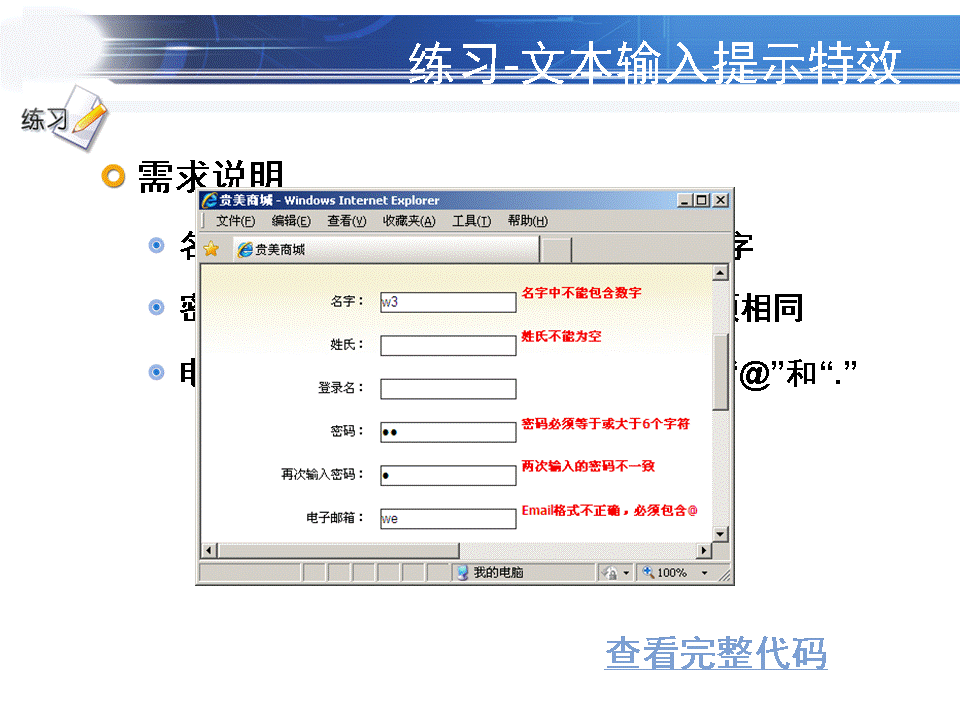 练习-文本输入提示特效
练习
需求说明
贵美商城 - Windows Internet Explorer
文件(F) 编辑(E) 查看(V) 收藏夹(A) 工具(T) 帮助(H)
贵美商城
字
名字： w3 名字中不能包含数字
密 相同
姓氏： 姓氏不能为空
电 “@”和“.”
登录名：
密码： 密码必须等于或大于6个字符
再次输入密码： 两次输入的密码不一致
电子邮箱： we Email格式不正确，必须包含@
我的电脑 100%
查看完整代码